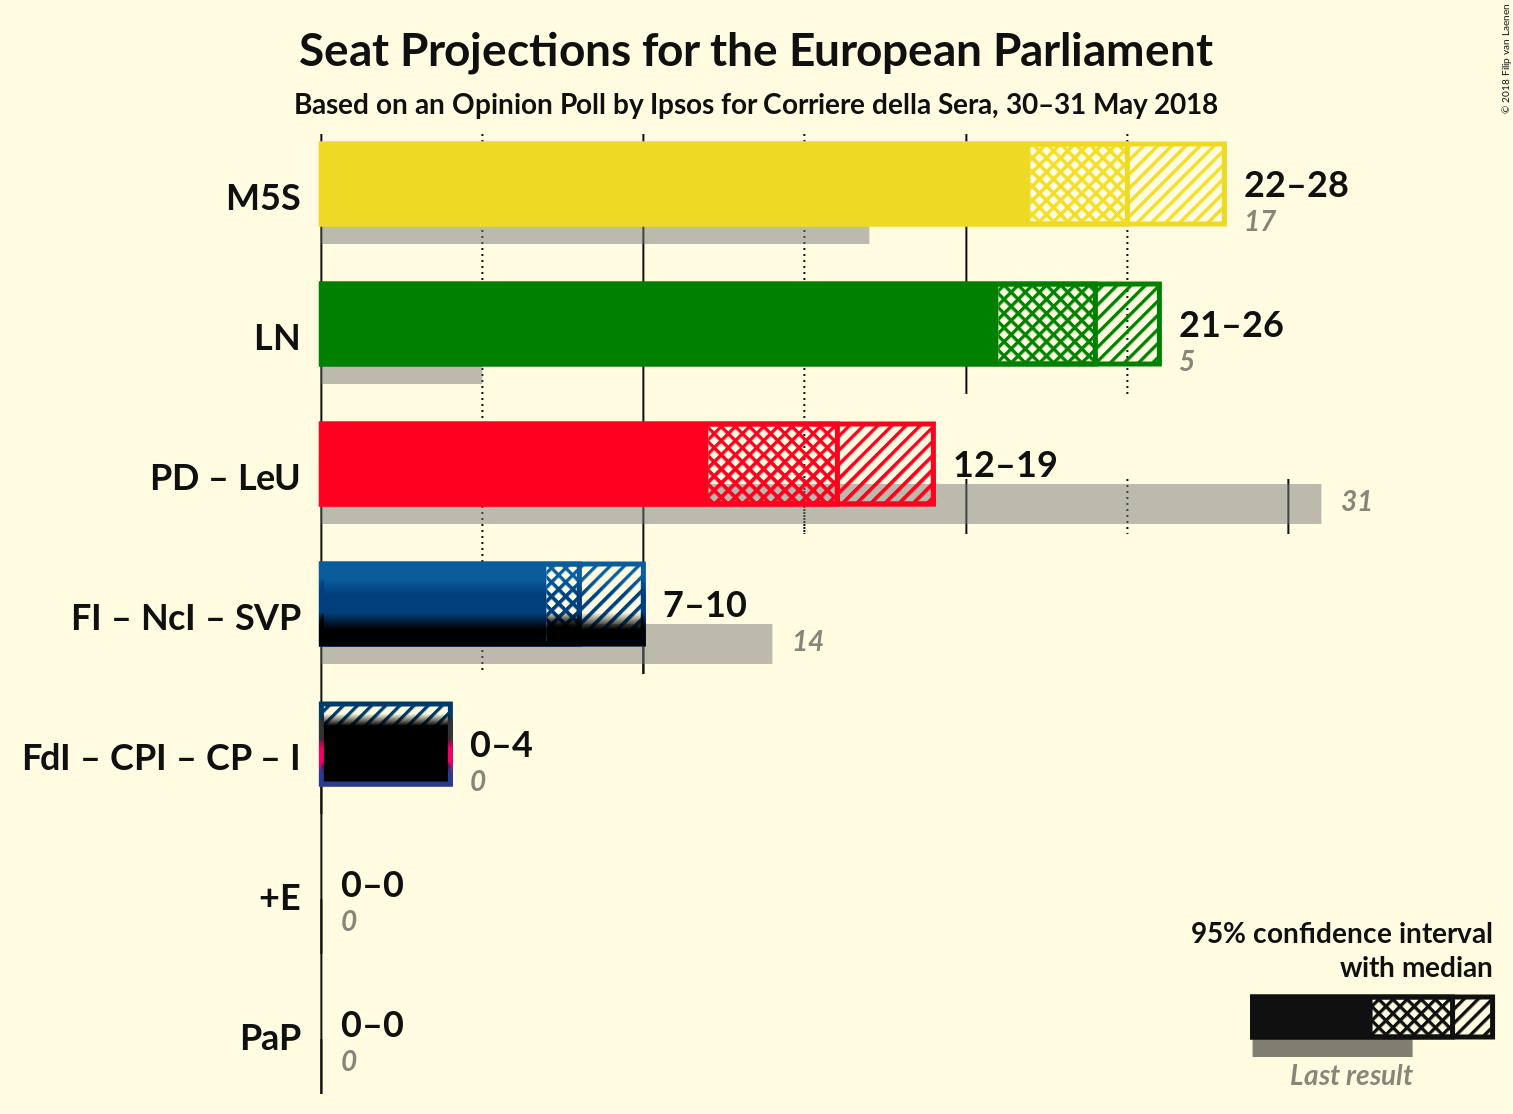 Seat Projections for the European Parliament
Based on an Opinion Poll by Ipsos for Corriere della Sera, 30–31 May 2018
© 2018 Filip van Laenen
M5S
22–28
17
LN
21–26
5
PD – LeU
12–19
31
FI – NcI – SVP
7–10
14
FdI – CPI – CP – I
0–4
0
+E
0–0
0
PaP
0–0
0
95% confidence interval
with median
Last result